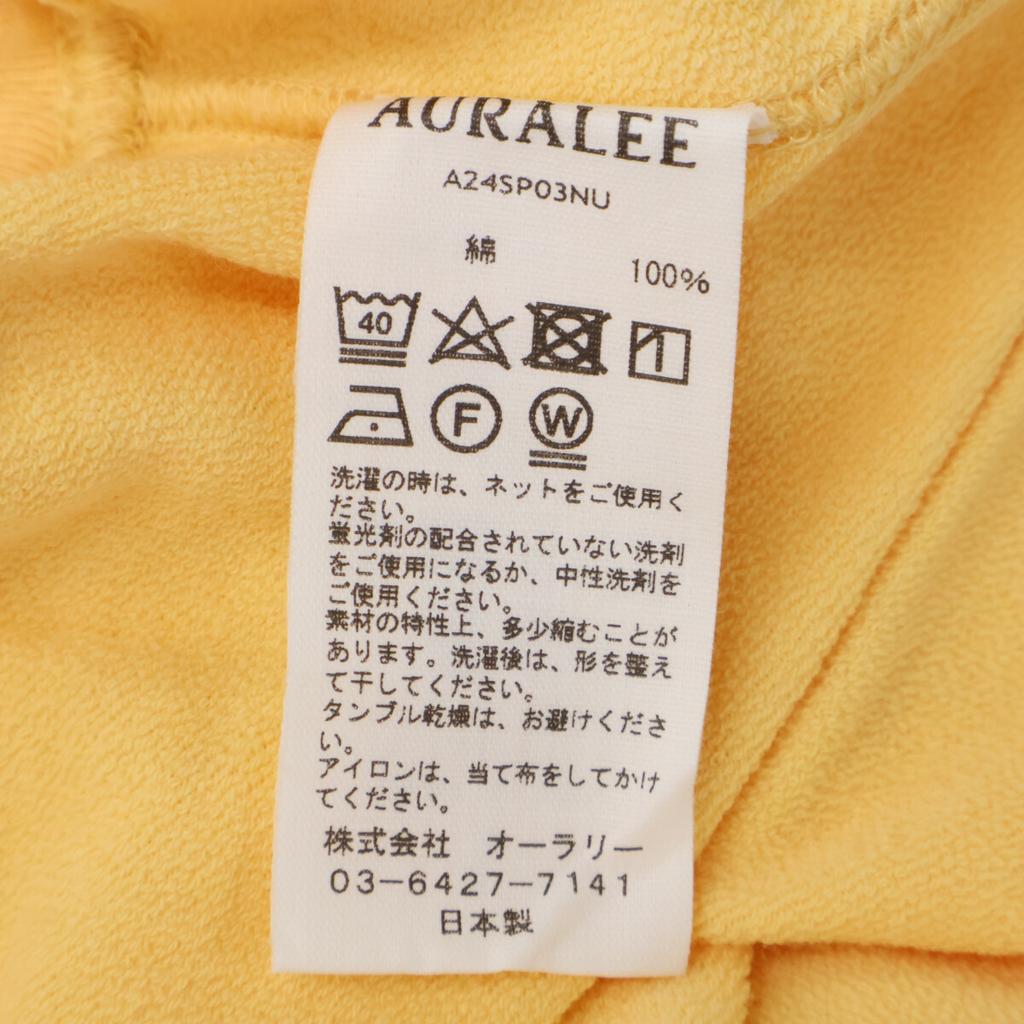 AURALEE
A24SP03NU
綿 100%
40
F W
洗濯の時は、ネットをご使用く
ださい。
蛍光剤の配合されていない洗剤
をご使用になるか、中性洗剤を
ご使用ください。
素材の特性上、多少縮むことが
あります。洗濯後は、形を整え
て干してください。
タンブル乾燥は、お避けくださ
い。
アイロンは、当て布をしてかけ
てください。
株式会社 オーラリー
03-6427-7141
日本製